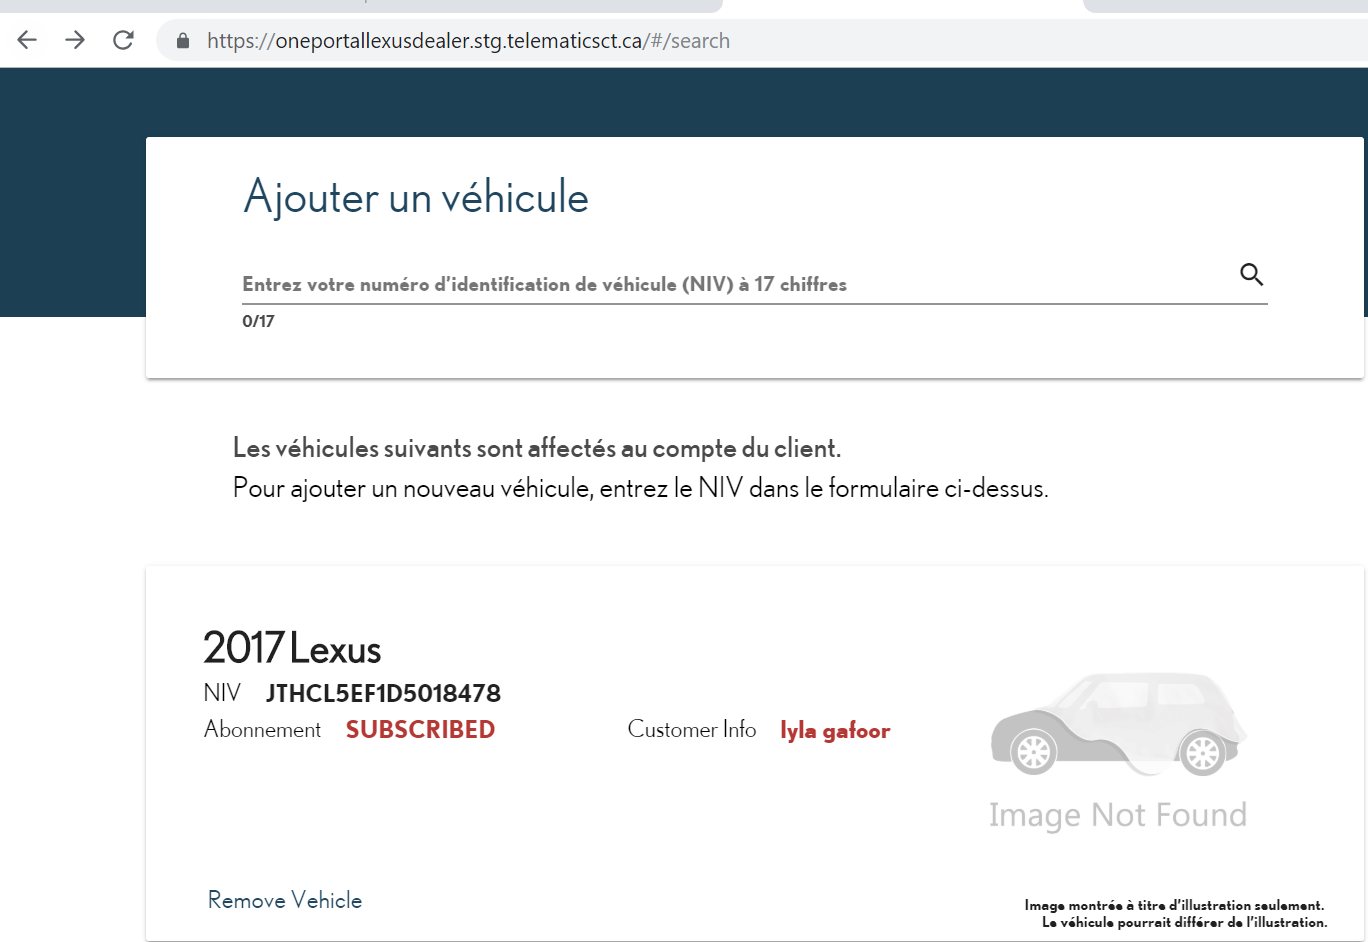 https://oneportallexusdealer.stg.telematicsct.ca/#/search
Ajouter un véhicule
Entrez votre numéro d'identification de véhicule (NIV) à 17 chiffres
0/17
Les véhicules suivants sont affectés au compte du client.
Pour ajouter un nouveau véhicule, entrez le NIV dans le formulaire ci-dessus.
2017 Lexus
NIV JTHCL5EF1D5018478
Abonnement SUBSCRIBED Customer Info lyla gafoor
Image Not Found
Remove Vehicle
Image montrée à titre d'illustration seulement.
Le véhicule pourrait différer de l'illustration.